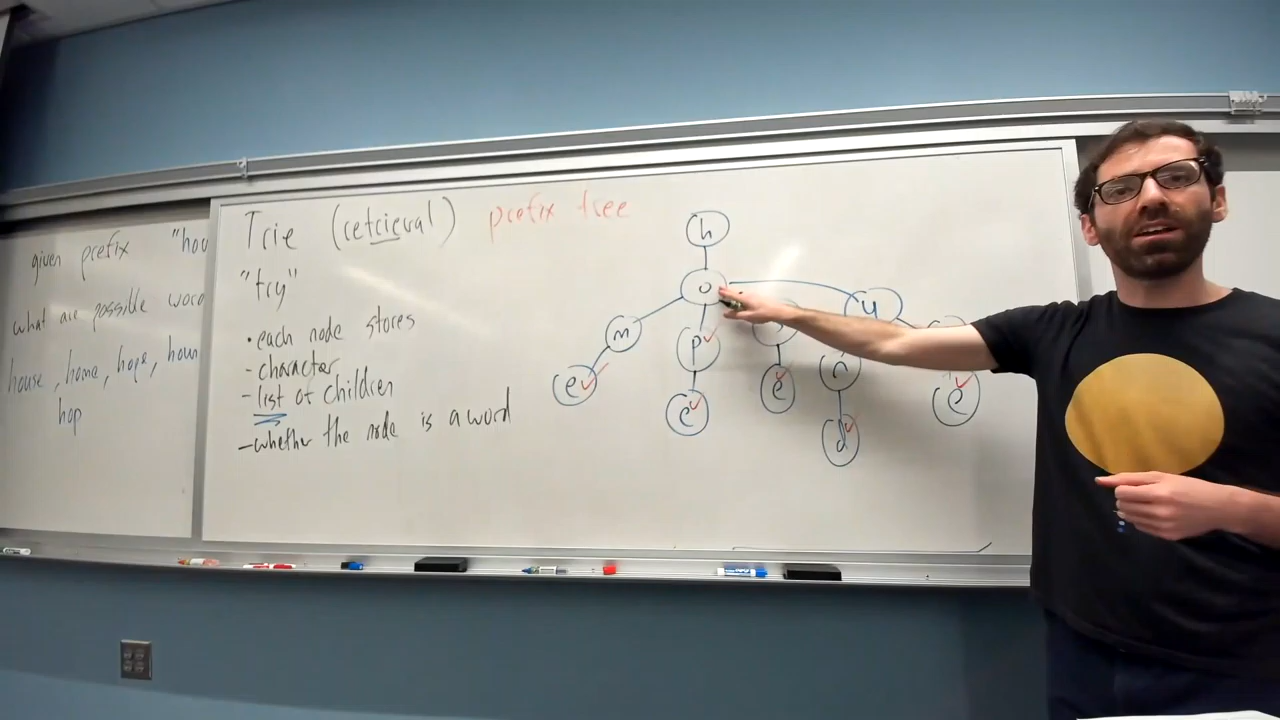 given prefix "hou
what are possible word
house, home, hope, houn
hop
Trie (retrieval) prefix tree
"try"
• each node stores
- character
- list of children
- whether the node is a word
h
o
m p u
e e e n e
d